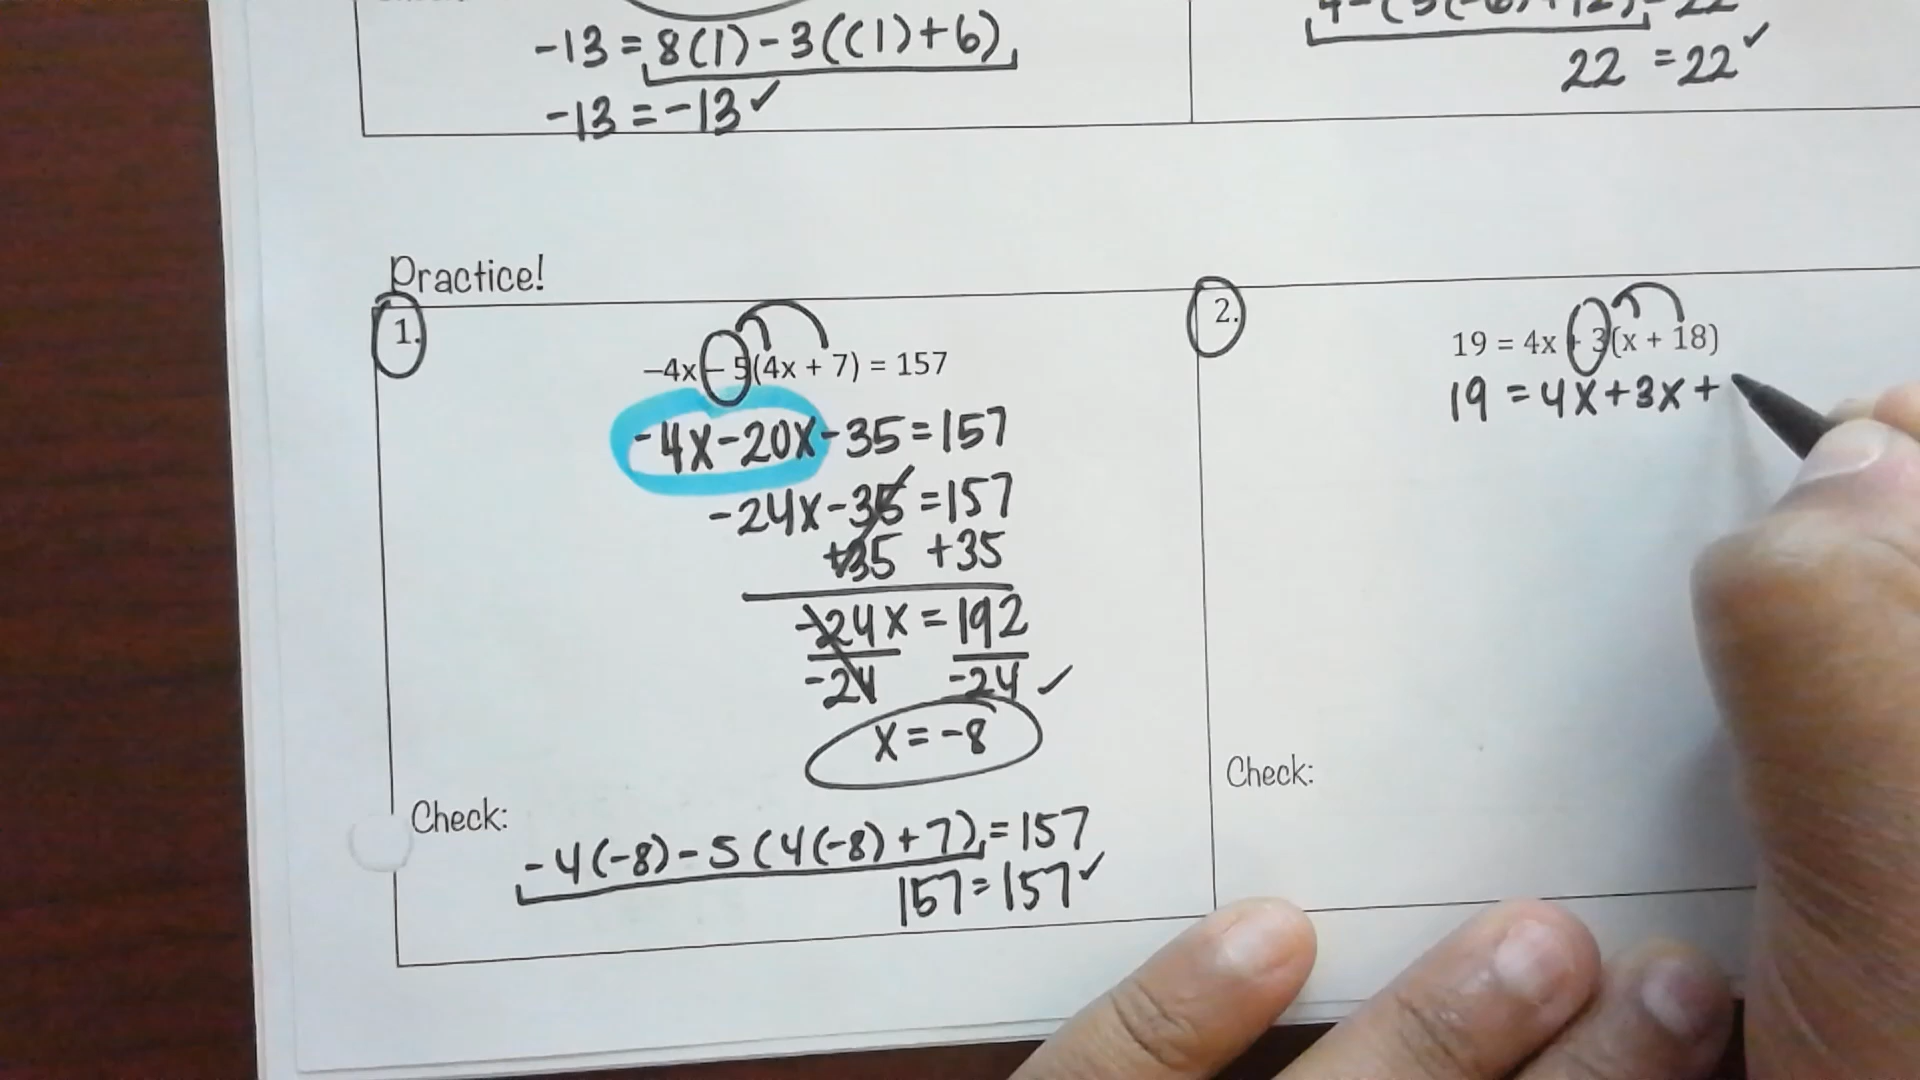 -13 = 8(1) - 3((1)+6)
-13 = -13 ✓
22 = 22 ✓
Practice!
1.
−4x − 5(4x + 7) = 157
-4x-20x-35=157
-24x-35=157
+35 +35
-24x = 192
-24 -24 ✓
x = -8
Check:
-4(-8)-5(4(-8)+7)=157
157=157✓
2.
19 = 4x 3(x + 18)
19 = 4x+3x+
Check: